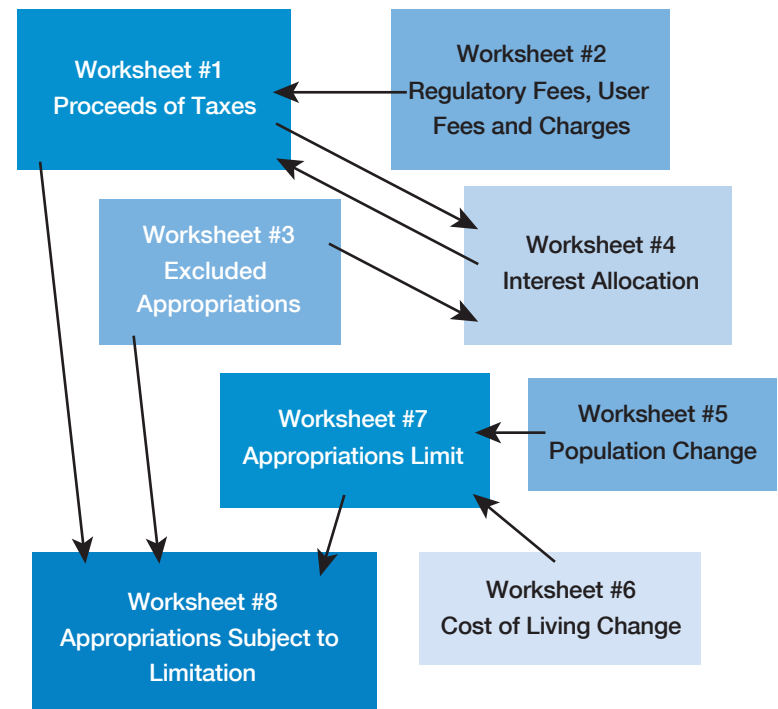 Worksheet #1
Proceeds of Taxes
Worksheet #2
Regulatory Fees, User
Fees and Charges
Worksheet #3
Excluded
Appropriations
Worksheet #4
Interest Allocation
Worksheet #7
Appropriations Limit
Worksheet #5
Population Change
Worksheet #8
Appropriations Subject to
Limitation
Worksheet #6
Cost of Living Change